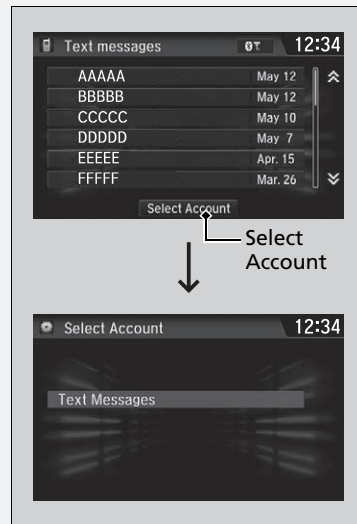 Text messages 12:34
AAAAA May 12
BBBBB May 12
CCCCC May 10
DDDDD May 7
EEEEE Apr. 15
FFFFF Mar. 26
Select Account
Select
Account
Select Account 12:34
Text Messages